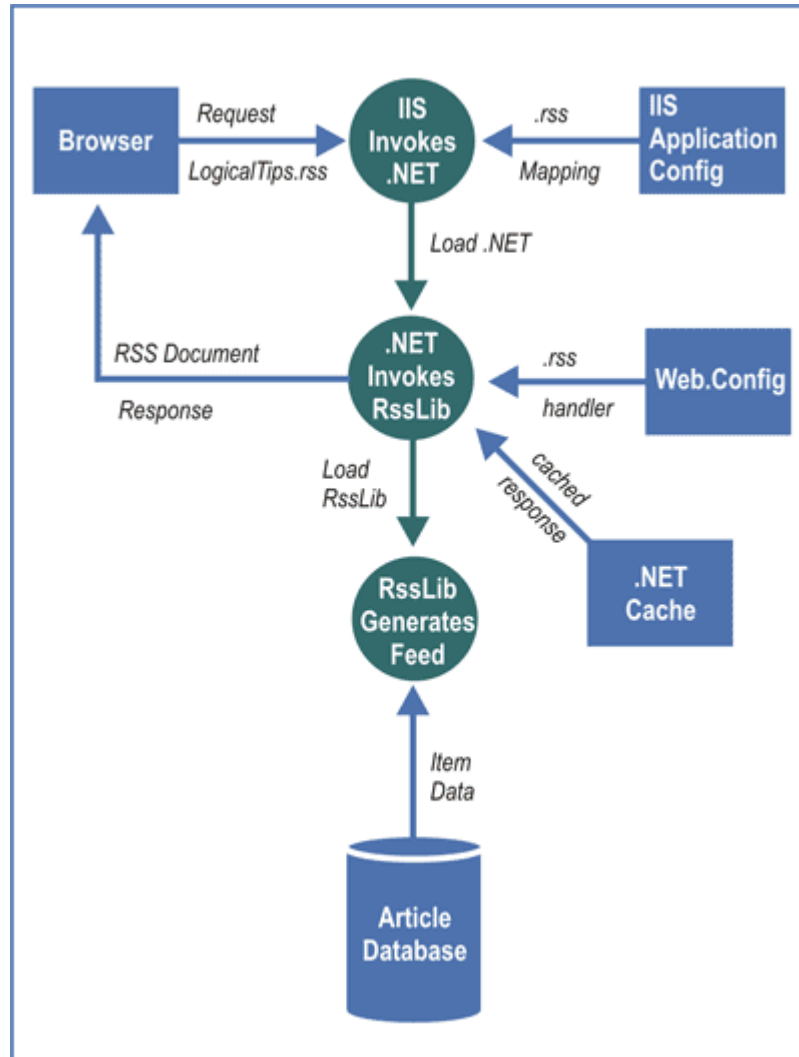 Browser
Request
LogicalTips.rss
IIS
Invokes
.NET
.rss
Mapping
IIS
Application
Config
Load .NET
RSS Document
Response
.NET
Invokes
RssLib
.rss
handler
Web.Config
Load
RssLib
cached
response
.NET
Cache
RssLib
Generates
Feed
Item
Data
Article
Database